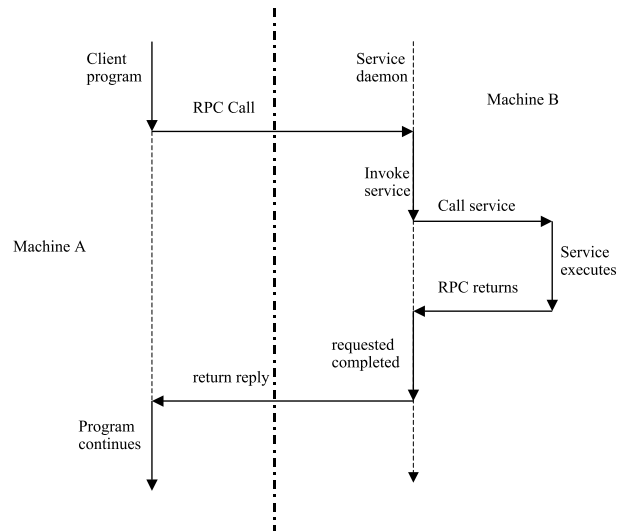 Client
program
Service
daemon
Machine B
RPC Call
Invoke
service
Call service
Machine A
Service
executes
RPC returns
requested
completed
return reply
Program
continues